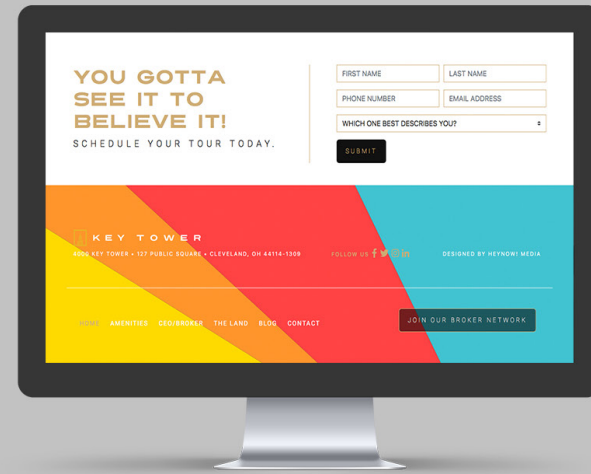 YOU GOTTA
SEE IT TO
BELIEVE IT!
SCHEDULE YOUR TOUR TODAY.
FIRST NAME
LAST NAME
PHONE NUMBER
EMAIL ADDRESS
WHICH ONE BEST DESCRIBES YOU?
SUBMIT
KEY TOWER
KEY TOWER • 127 PUBLIC SQUARE • CLEVELAND, OH 44114-1309
FOLLOW US
DESIGNED BY HEYNOW! MEDIA
HOME AMENITIES CEO/BROKER THE LAND BLOG CONTACT
JOIN OUR BROKER NETWORK